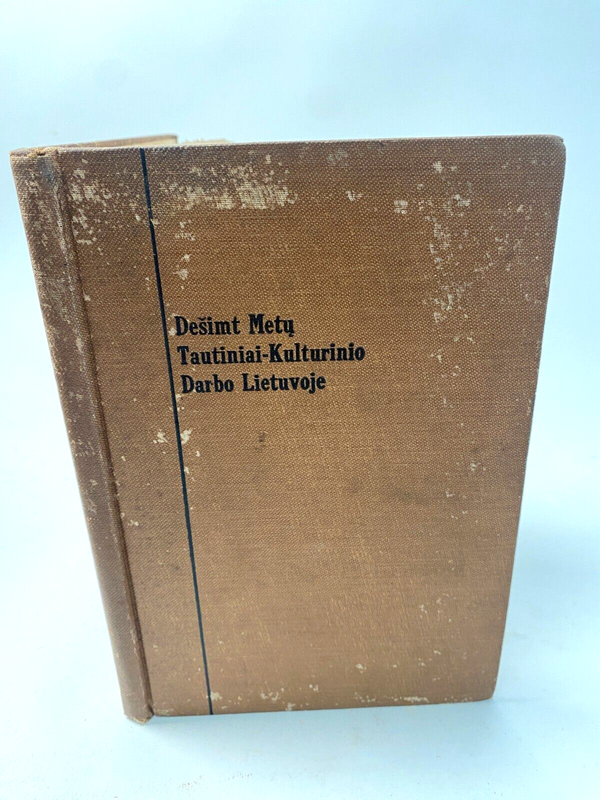 Dešimt Metų
Tautiniai-Kulturinio
Darbo Lietuvoje